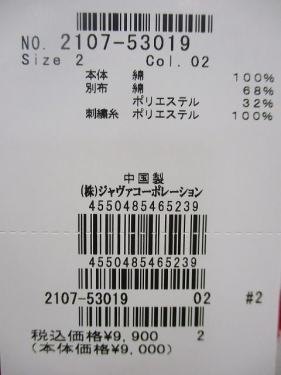 NO. 2107-53019
Size 2 Col. 02
本体 綿 100%
別布 綿 68%
ポリエステル 32%
刺繍糸 ポリエステル 100%
中国製
(株)ジャヴァコーポレーション
4550485465239
4550485465239
2107-53019 02 #2
税込価格¥9,900 2
(本体価格¥9,000)